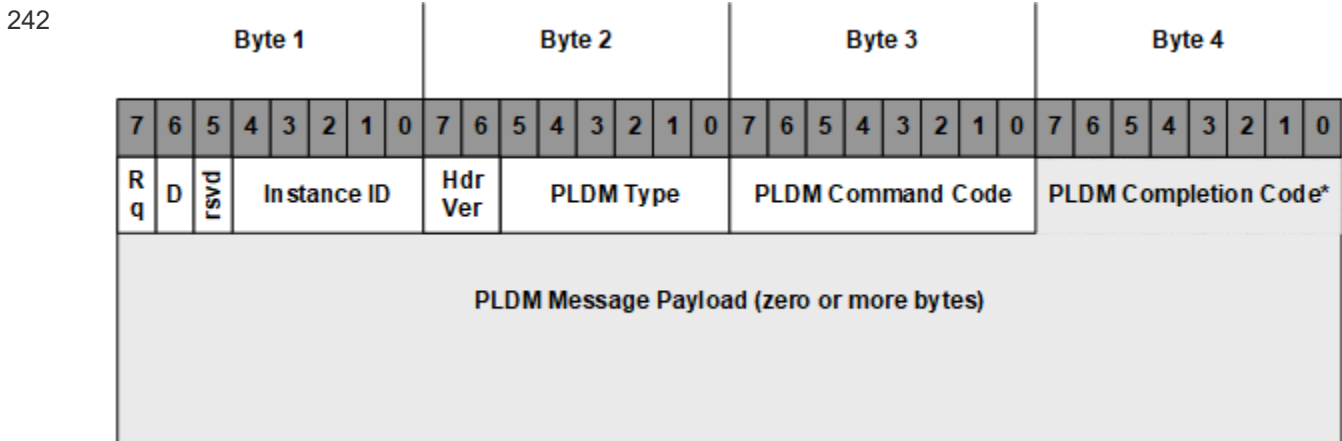 242
Byte 1 Byte 2 Byte 3 Byte 4
7 6 5 4 3 2 1 0 7 6 5 4 3 2 1 0 7 6 5 4 3 2 1 0 7 6 5 4 3 2 1 0
Rq D rsvd Instance ID Hdr Ver PLDM Type PLDM Command Code PLDM Completion Code*
PLDM Message Payload (zero or more bytes)